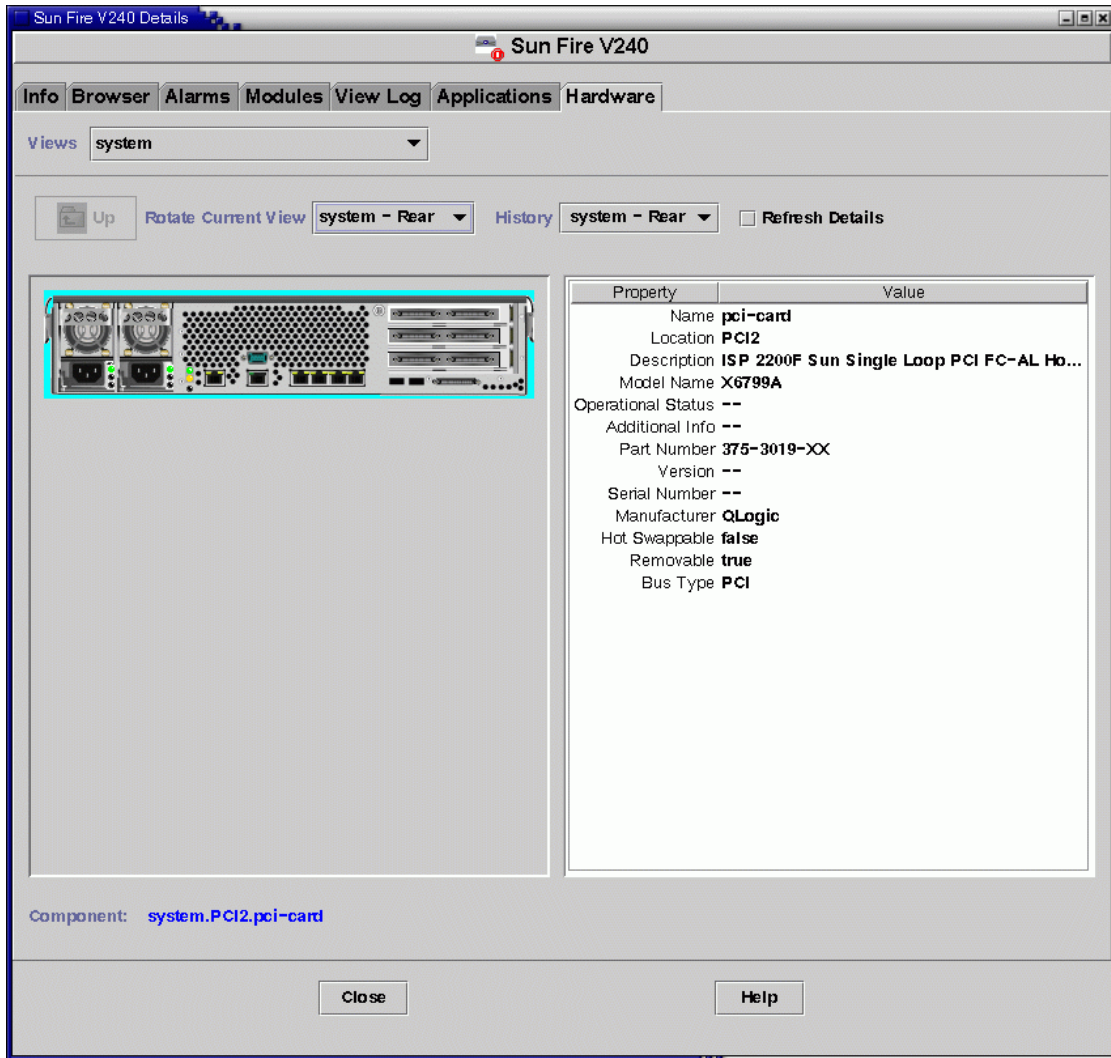 Sun Fire V240 Details
Sun Fire V240
Info Browser Alarms Modules View Log Applications Hardware
Views system
Up Rotate Current View system - Rear History system - Rear Refresh Details
Property Value
Name pci-card
Location PCI2
Description ISP 2200F Sun Single Loop PCI FC-AL Ho...
Model Name X6799A
Operational Status --
Additional Info --
Part Number 375-3019-XX
Version --
Serial Number --
Manufacturer QLogic
Hot Swappable false
Removable true
Bus Type PCI
Component: system.PCI2.pci-card
Close Help